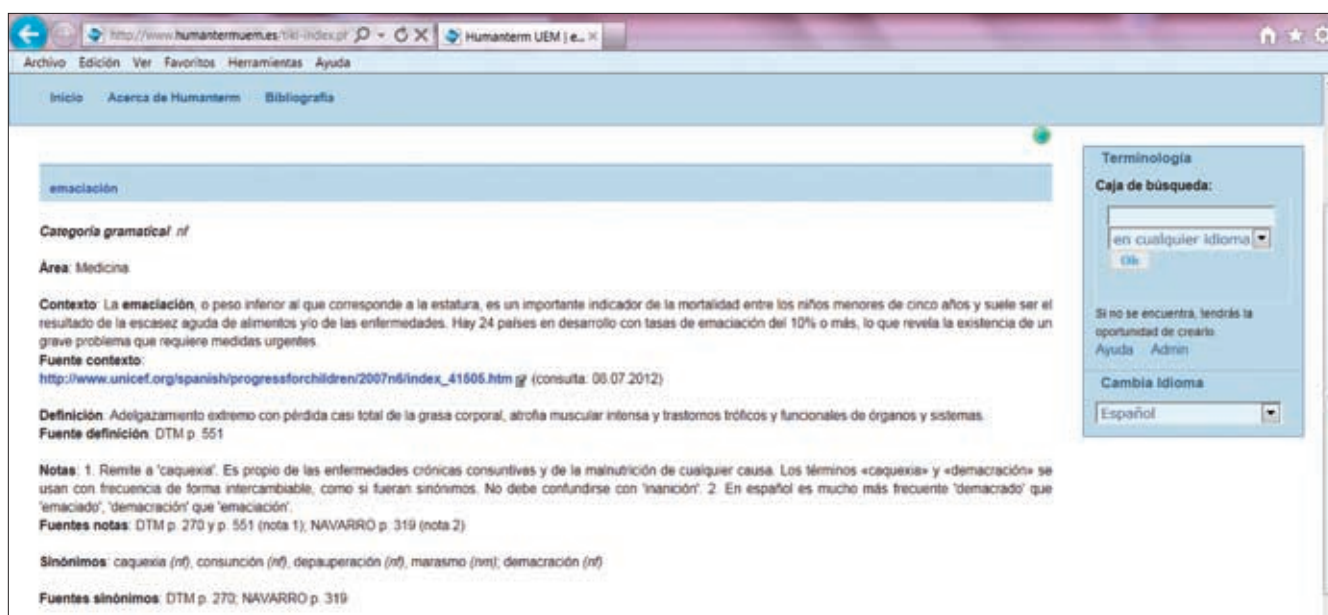 http://www.humantermuem.es/tiki-index.pl
Humanterm UEM | e...
Archivo Edición Ver Favoritos Herramientas Ayuda
Inicio Acerca de Humanterm Bibliografía
emaciación
Categoría gramatical nf
Área: Medicina
Contexto: La emaciación, o peso inferior al que corresponde a la estatura, es un importante indicador de la mortalidad entre los niños menores de cinco años y suele ser el
resultado de la escasez aguda de alimentos y/o de las enfermedades. Hay 24 países en desarrollo con tasas de emaciación del 10% o más, lo que revela la existencia de un
grave problema que requiere medidas urgentes
Fuente contexto:
http://www.unicef.org/spanish/progressforchildren/2007n6/index_41505.htm (consulta: 08.07.2012)
Definición: Adelgazamiento extremo con pérdida casi total de la grasa corporal, atrofia muscular intensa y trastornos tróficos y funcionales de órganos y sistemas.
Fuente definición: DTM p. 551
Notas: 1. Remite a 'caquexia'. Es propio de las enfermedades crónicas consuntivas y de la malnutrición de cualquier causa. Los términos «caquexia» y «demacración» se
usan con frecuencia de forma intercambiable, como si fueran sinónimos. No debe confundirse con 'inanición'. 2. En español es mucho más frecuente 'demacrado' que
'emaciado', 'demacración' que 'emaciación'.
Fuentes notas: DTM p. 270 y p. 551 (nota 1); NAVARRO p. 319 (nota 2)
Sinónimos: caquexia (nf), consunción (nf), depauperación (nf), marasmo (nm); demacración (nf)
Fuentes sinónimos: DTM p. 270; NAVARRO p. 319
Terminología
Caja de búsqueda:
en cualquier idioma
Ok
Si no se encuentra, tendrás la
oportunidad de crearlo.
Ayuda Admin
Cambia Idioma
Español